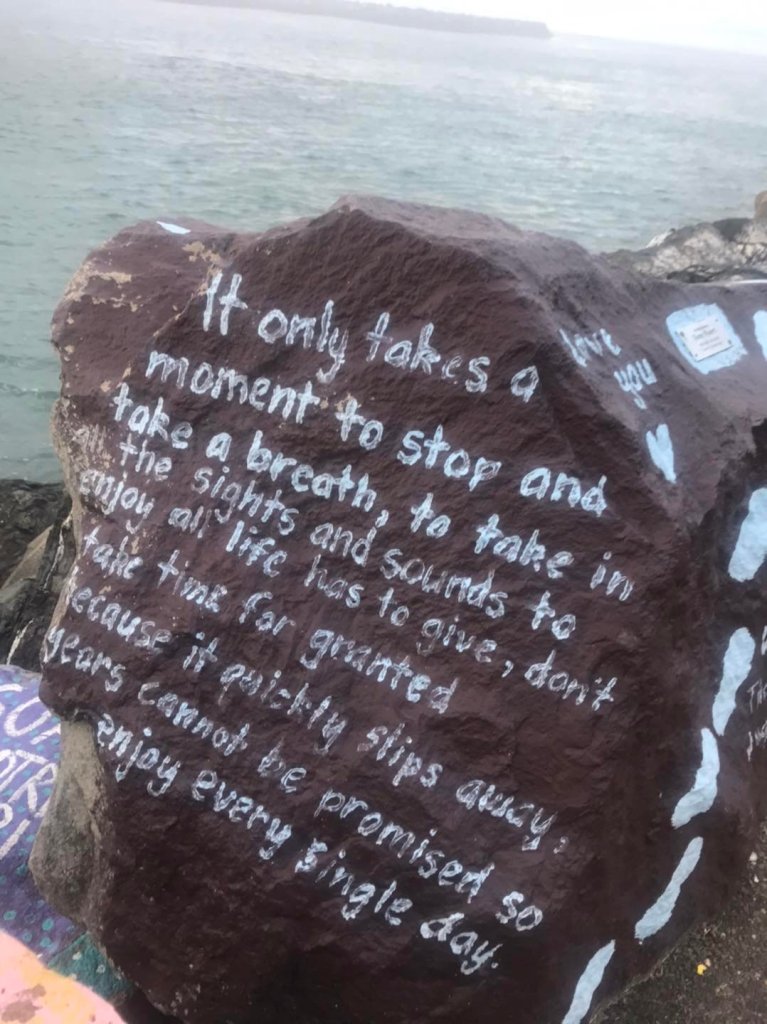 It only takes a
moment to stop and
take a breath, to take in
all the sights and sounds to
enjoy all life has to give, don't
take time for granted
because it quickly slips away,
years cannot be promised so
enjoy every single day.
love
you